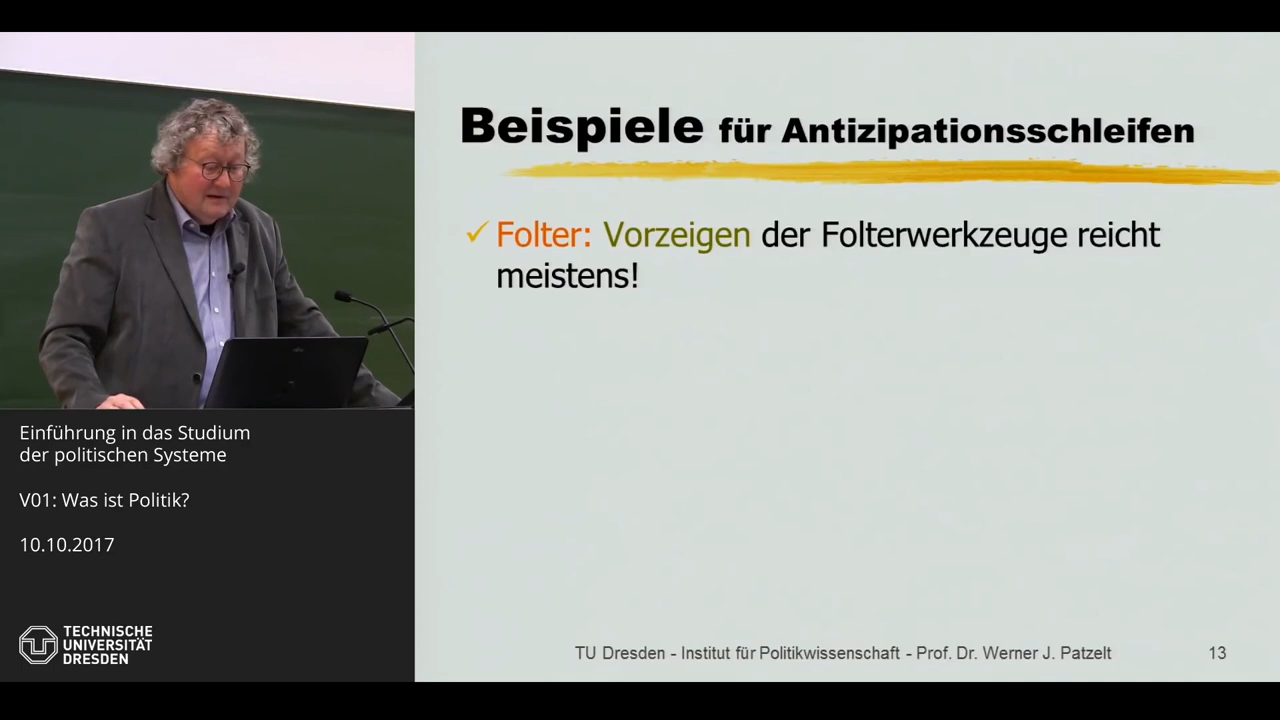 Beispiele für Antizipationsschleifen
✓ Folter: Vorzeigen der Folterwerkzeuge reicht
meistens!
Einführung in das Studium
der politischen Systeme
V01: Was ist Politik?
10.10.2017
TECHNISCHE
UNIVERSITÄT
DRESDEN
TU Dresden - Institut für Politikwissenschaft - Prof. Dr. Werner J. Patzelt
13